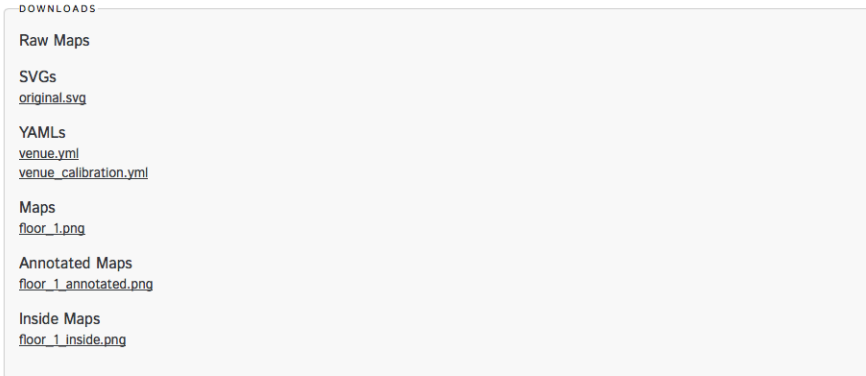 DOWNLOADS
Raw Maps
SVGs
original.svg
YAMLs
venue.yml
venue_calibration.yml
Maps
floor_1.png
Annotated Maps
floor_1_annotated.png
Inside Maps
floor_1_inside.png